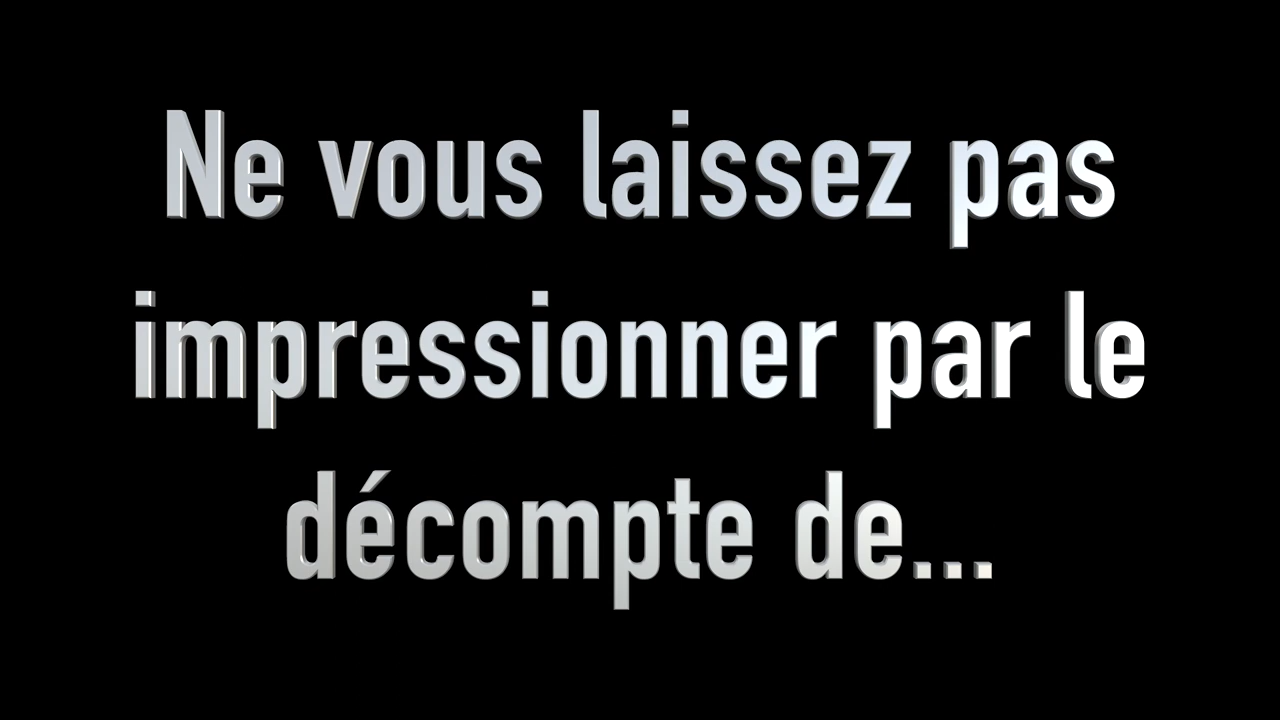 Ne vous laissez pas
impressionner par le
décompte de...